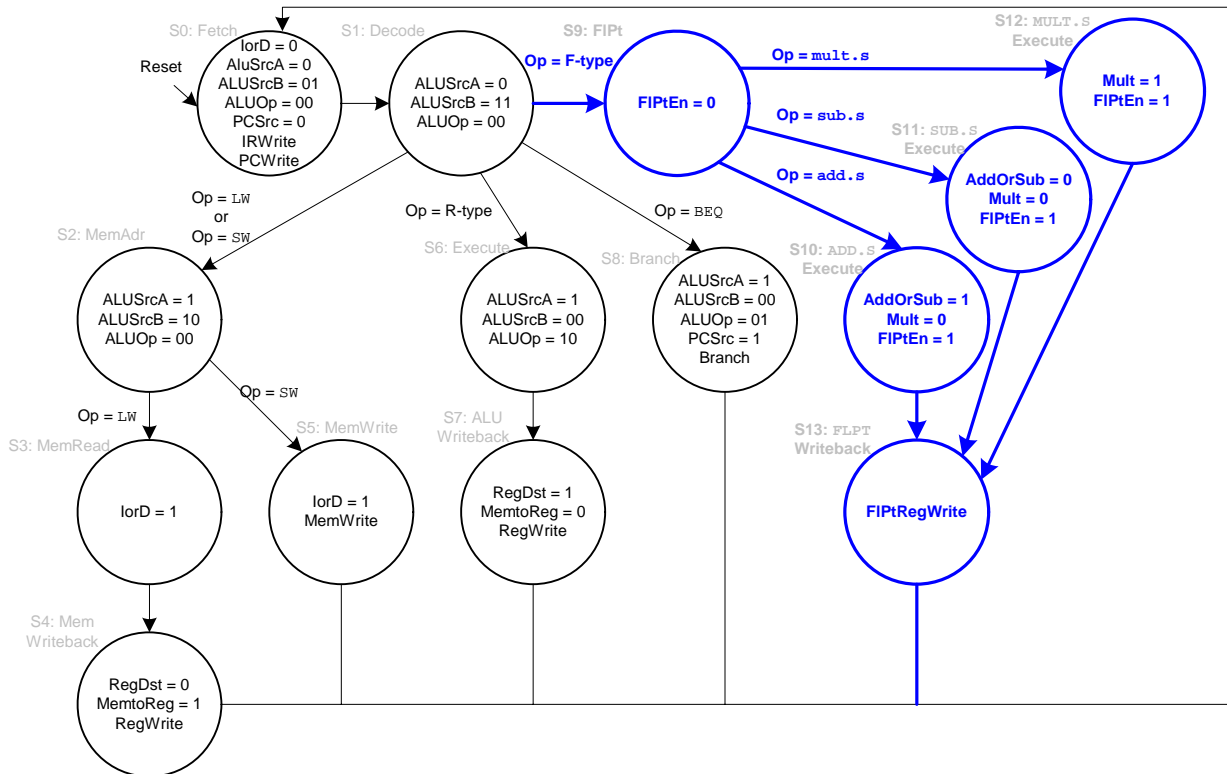 S0: Fetch
Reset
IorD = 0
AluSrcA = 0
ALUSrcB = 01
ALUOp = 00
PCSrc = 0
IRWrite
PCWrite
S1: Decode
ALUSrcA = 0
ALUSrcB = 11
ALUOp = 00
Op = F-type
S9: FlPt
FlPtEn = 0
Op = mult.s
S12: MULT.S
Execute
Mult = 1
FlPtEn = 1
Op = sub.s
S11: SUB.S
Execute
AddOrSub = 0
Mult = 0
FlPtEn = 1
Op = add.s
S10: ADD.S
Execute
AddOrSub = 1
Mult = 0
FlPtEn = 1
Op = LW
or
Op = SW
Op = R-type
Op = BEQ
S2: MemAdr
ALUSrcA = 1
ALUSrcB = 10
ALUOp = 00
S6: Execute
ALUSrcA = 1
ALUSrcB = 00
ALUOp = 10
S8: Branch
ALUSrcA = 1
ALUSrcB = 00
ALUOp = 01
PCSrc = 1
Branch
Op = LW
Op = SW
S3: MemRead
IorD = 1
S5: MemWrite
IorD = 1
MemWrite
S7: ALU
Writeback
RegDst = 1
MemtoReg = 0
RegWrite
S13: FLPT
Writeback
FlPtRegWrite
S4: Mem
Writeback
RegDst = 0
MemtoReg = 1
RegWrite